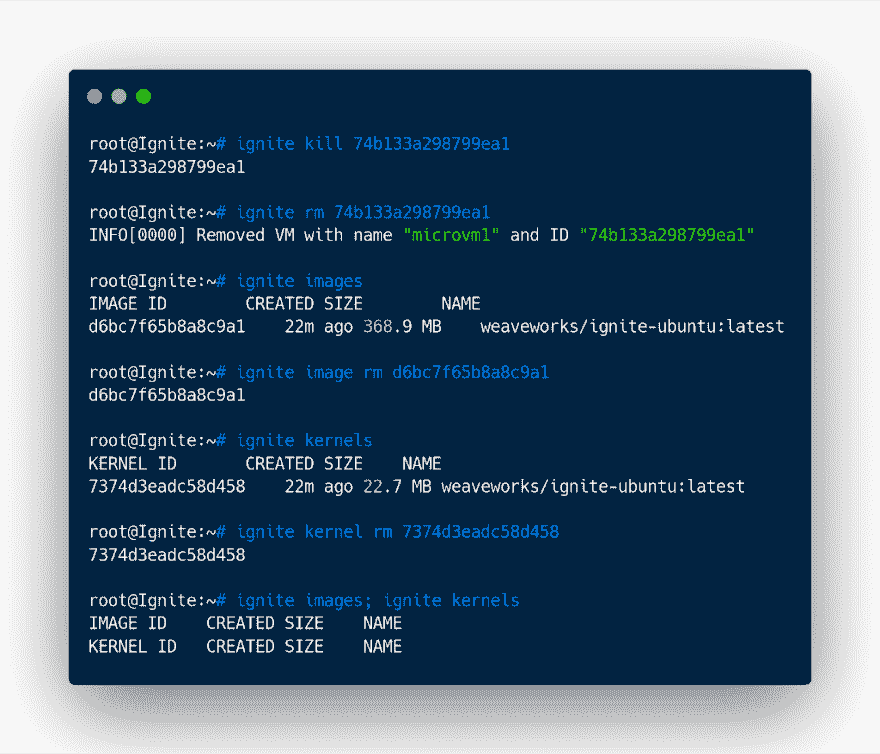 root@Ignite:~# ignite kill 74b133a298799ea1
74b133a298799ea1
root@Ignite:~# ignite rm 74b133a298799ea1
INFO[0000] Removed VM with name "microvm1" and ID "74b133a298799ea1"
root@Ignite:~# ignite images
IMAGE ID        CREATED SIZE        NAME
d6bc7f65b8a8c9a1    22m ago 368.9 MB    weaveworks/ignite-ubuntu:latest
root@Ignite:~# ignite image rm d6bc7f65b8a8c9a1
d6bc7f65b8a8c9a1
root@Ignite:~# ignite kernels
KERNEL ID       CREATED SIZE    NAME
7374d3eadc58d458    22m ago 22.7 MB weaveworks/ignite-ubuntu:latest
root@Ignite:~# ignite kernel rm 7374d3eadc58d458
7374d3eadc58d458
root@Ignite:~# ignite images; ignite kernels
IMAGE ID    CREATED SIZE    NAME
KERNEL ID   CREATED SIZE    NAME